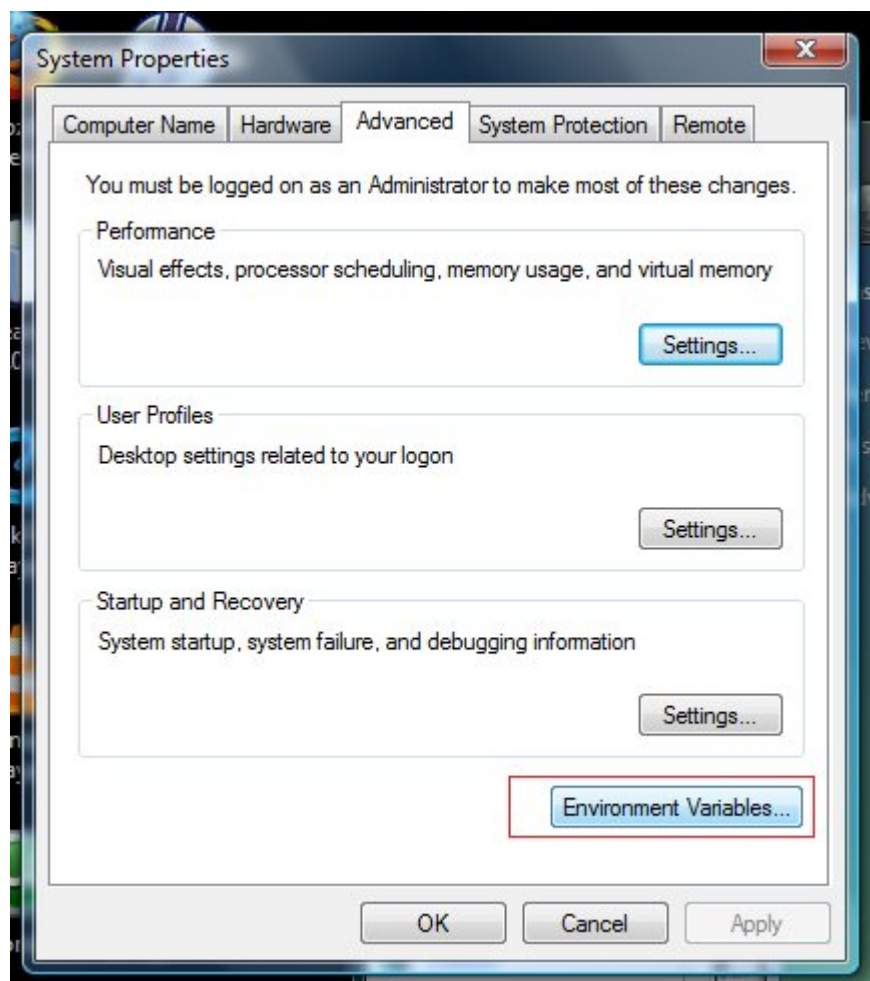 System Properties
Computer Name Hardware Advanced System Protection Remote
You must be logged on as an Administrator to make most of these changes.
Performance
Visual effects, processor scheduling, memory usage, and virtual memory
Settings...
User Profiles
Desktop settings related to your logon
Settings...
Startup and Recovery
System startup, system failure, and debugging information
Settings...
Environment Variables...
OK Cancel Apply